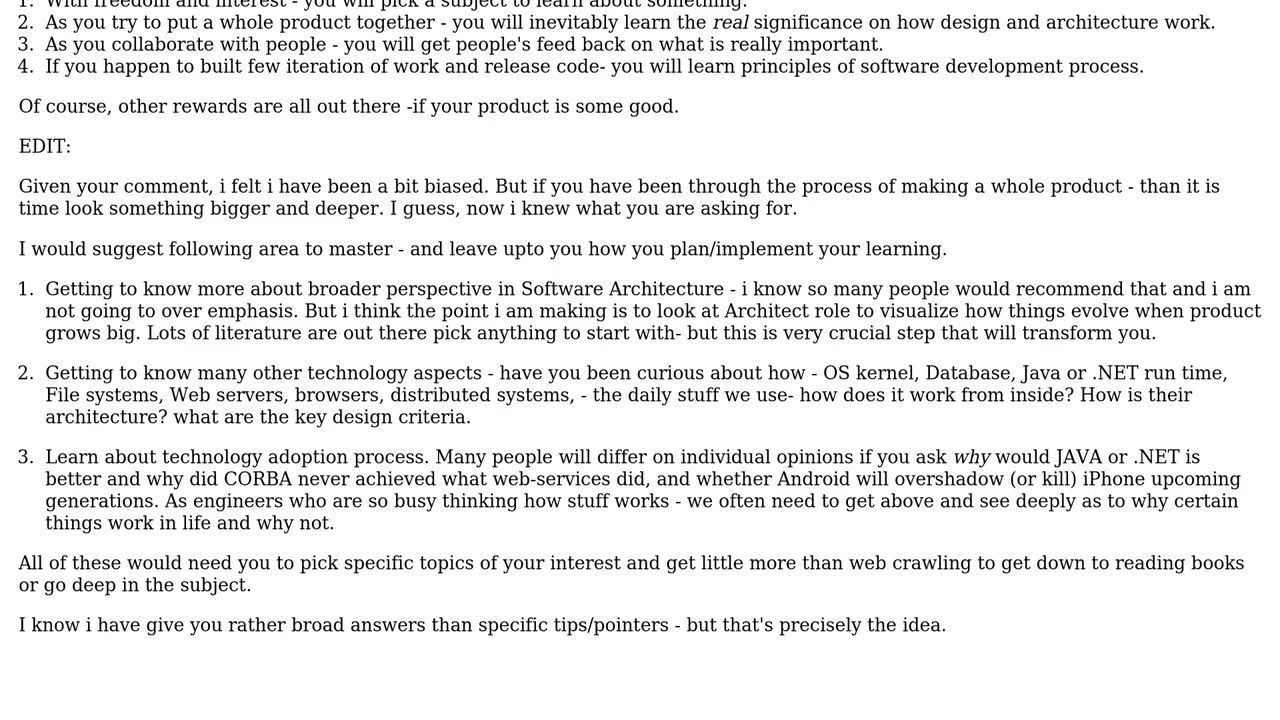 1. With freedom and interest - you will pick a subject to learn about something.
2. As you try to put a whole product together - you will inevitably learn the real significance on how design and architecture work.
3. As you collaborate with people - you will get people's feed back on what is really important.
4. If you happen to built few iteration of work and release code- you will learn principles of software development process.
Of course, other rewards are all out there -if your product is some good.
EDIT:
Given your comment, i felt i have been a bit biased. But if you have been through the process of making a whole product - than it is
time look something bigger and deeper. I guess, now i knew what you are asking for.
I would suggest following area to master - and leave upto you how you plan/implement your learning.
1. Getting to know more about broader perspective in Software Architecture - i know so many people would recommend that and i am
not going to over emphasis. But i think the point i am making is to look at Architect role to visualize how things evolve when product
grows big. Lots of literature are out there pick anything to start with- but this is very crucial step that will transform you.
2. Getting to know many other technology aspects - have you been curious about how - OS kernel, Database, Java or .NET run time,
File systems, Web servers, browsers, distributed systems, - the daily stuff we use- how does it work from inside? How is their
architecture? what are the key design criteria.
3. Learn about technology adoption process. Many people will differ on individual opinions if you ask why would JAVA or .NET is
better and why did CORBA never achieved what web-services did, and whether Android will overshadow (or kill) iPhone upcoming
generations. As engineers who are so busy thinking how stuff works - we often need to get above and see deeply as to why certain
things work in life and why not.
All of these would need you to pick specific topics of your interest and get little more than web crawling to get down to reading books
or go deep in the subject.
I know i have give you rather broad answers than specific tips/pointers - but that's precisely the idea.